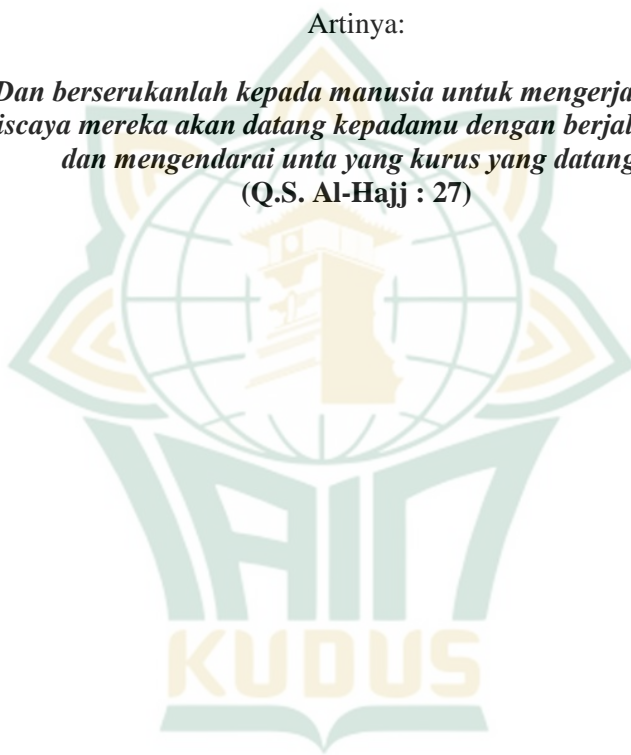 Artinya:
Dan berserukanlah kepada manusia untuk mengerja
iscaya mereka akan datang kepadamu dengan berjal
dan mengendarai unta yang kurus yang datang
(Q.S. Al-Hajj : 27)
IAIN
KUDUS